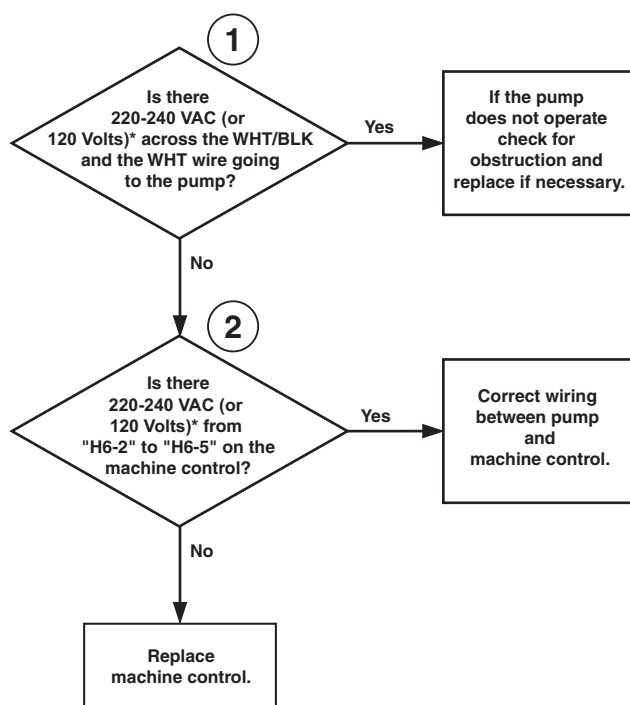 1
Is there
220-240 VAC (or
120 Volts)* across the WHT/BLK
and the WHT wire going
to the pump?
Yes
If the pump
does not operate
check for
obstruction and
replace if necessary.
No
2
Is there
220-240 VAC (or
120 Volts)* from
"H6-2" to "H6-5" on the
machine control?
Yes
Correct wiring
between pump
and
machine control.
No
Replace
machine control.